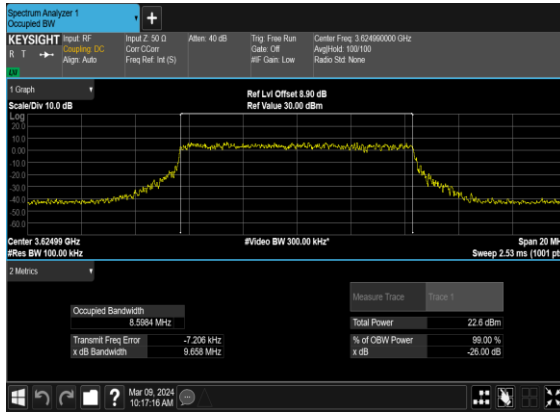 Spectrum Analyzer 1
Occupied BW
KEYSIGHT
R T
LVI
Input: RF
Coupling: DC
Align: Auto
Input Z: 50 Ω
Corr CCorr
Freq Ref: Int (S)
Atten: 40 dB
Trig: Free Run
Gate: Off
#IF Gain: Low
Center Freq: 3.624990000 GHz
Avg|Hold: 100/100
Radio Std: None
1 Graph
Scale/Div 10.0 dB
Ref Lvl Offset 8.90 dB
Ref Value 30.00 dBm
Log
20.0
10.0
0.00
-10.0
-20.0
-30.0
-40.0
-50.0
-60.0
Center 3.62499 GHz
#Res BW 100.00 kHz
#Video BW 300.00 kHz*
Span 20 MH
Sweep 2.53 ms (1001 pt
2 Metrics
Measure Trace
Trace 1
Occupied Bandwidth
8.5984 MHz
Total Power
22.6 dBm
Transmit Freq Error
-7.206 kHz
% of OBW Power
99.00 %
x dB Bandwidth
9.658 MHz
x dB
-26.00 dB
?
Mar 09, 2024
10:17:16 AM